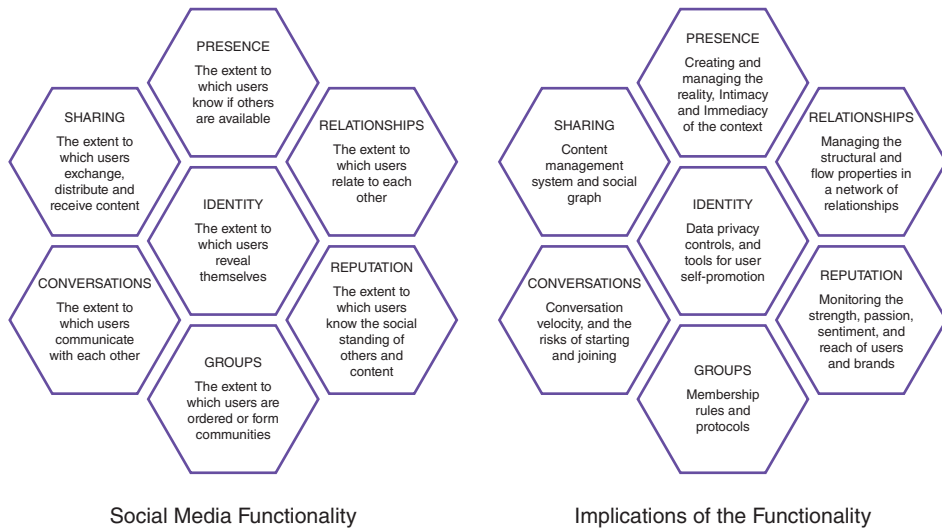 PRESENCE
The extent to
which users
know if others
are available
SHARING
The extent to
which users
exchange,
distribute and
receive content
RELATIONSHIPS
The extent to
which users
relate to each
other
IDENTITY
The extent to
which users
reveal
themselves
CONVERSATIONS
The extent to
which users
communicate
with each other
REPUTATION
The extent to
which users
know the social
standing of
others and
content
GROUPS
The extent to
which users are
ordered or form
communities
Social Media Functionality
PRESENCE
Creating and
managing the
reality, Intimacy
and Immediacy
of the context
SHARING
Content
management
system and social
graph
RELATIONSHIPS
Managing the
structural and
flow properties in
a network of
relationships
IDENTITY
Data privacy
controls, and
tools for user
self-promotion
CONVERSATIONS
Conversation
velocity, and the
risks of starting
and joining
REPUTATION
Monitoring the
strength, passion,
sentiment, and
reach of users
and brands
GROUPS
Membership
rules and
protocols
Implications of the Functionality